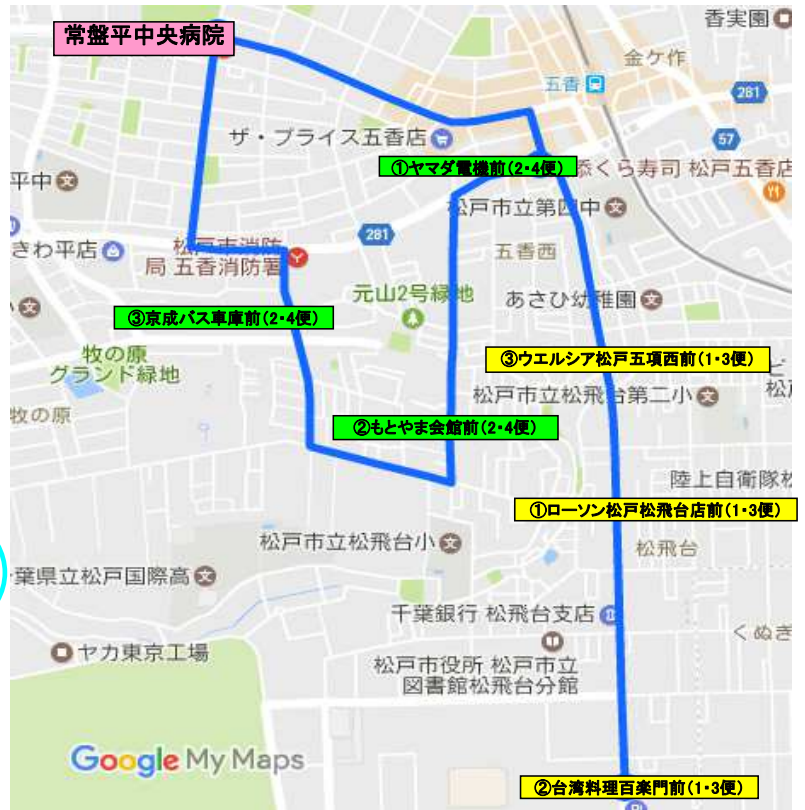 香実園
常盤平中央病院
金ケ作
五香
281
ザ・プライス五香店
57
①ヤマダ電機前(2・4便)
くら寿司 松戸五香店
平中
松戸市立第四中
281
五香西
きわ平店
松戸市消防
局 五香消防署
元山2号緑地
あさひ幼稚園
③京成バス車庫前(2・4便)
牧の原
グランド緑地
③ウエルシア松戸五項西前(1・3便)
松戸市立松飛台第二小
牧の原
②もとやま会館前(2・4便)
陸上自衛隊松
①ローソン松戸松飛台店前(1・3便)
松戸市立松飛台小
松飛台
葉県立松戸国際高
千葉銀行 松飛台支店
くぬぎ
ヤカ東京工場
松戸市役所 松戸市立
図書館松飛台分館
Google My Maps
②台湾料理百楽門前(1・3便)